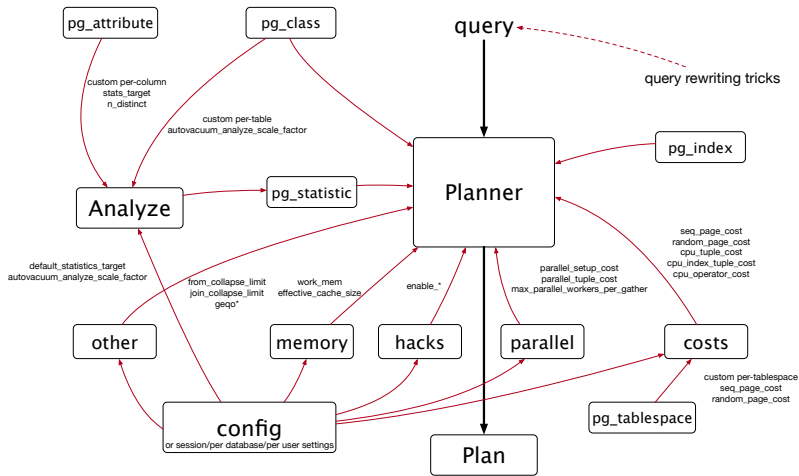 pg_attribute
pg_class
query
query rewriting tricks
custom per-column
stats_target
n_distinct
custom per-table
autovacuum_analyze_scale_factor
pg_index
Planner
pg_statistic
Analyze
seq_page_cost
random_page_cost
cpu_tuple_cost
cpu_index_tuple_cost
cpu_operator_cost
default_statistics_target
autovacuum_analyze_scale_factor
from_collapse_limit
join_collapse_limit
geqo*
work_mem
effective_cache_size
enable_*
parallel_setup_cost
parallel_tuple_cost
max_parallel_workers_per_gather
other
memory
hacks
parallel
costs
custom per-tablespace
seq_page_cost
random_page_cost
pg_tablespace
config
or session/per database/per user settings
Plan